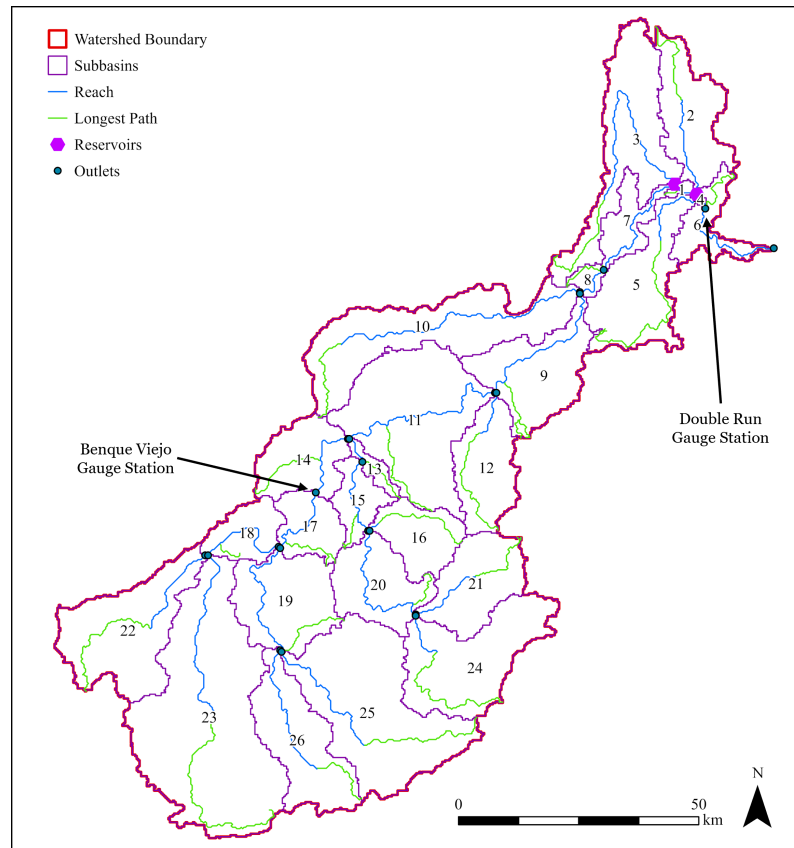 Watershed Boundary
Subbasins
Reach
Longest Path
Reservoirs
Outlets
2
3
1
4
7
6
8
5
10
9
11
Double Run
Gauge Station
Benque Viejo
Gauge Station
14
13
12
15
18
17
16
20
21
19
22
24
23
25
26
N
0
50
km